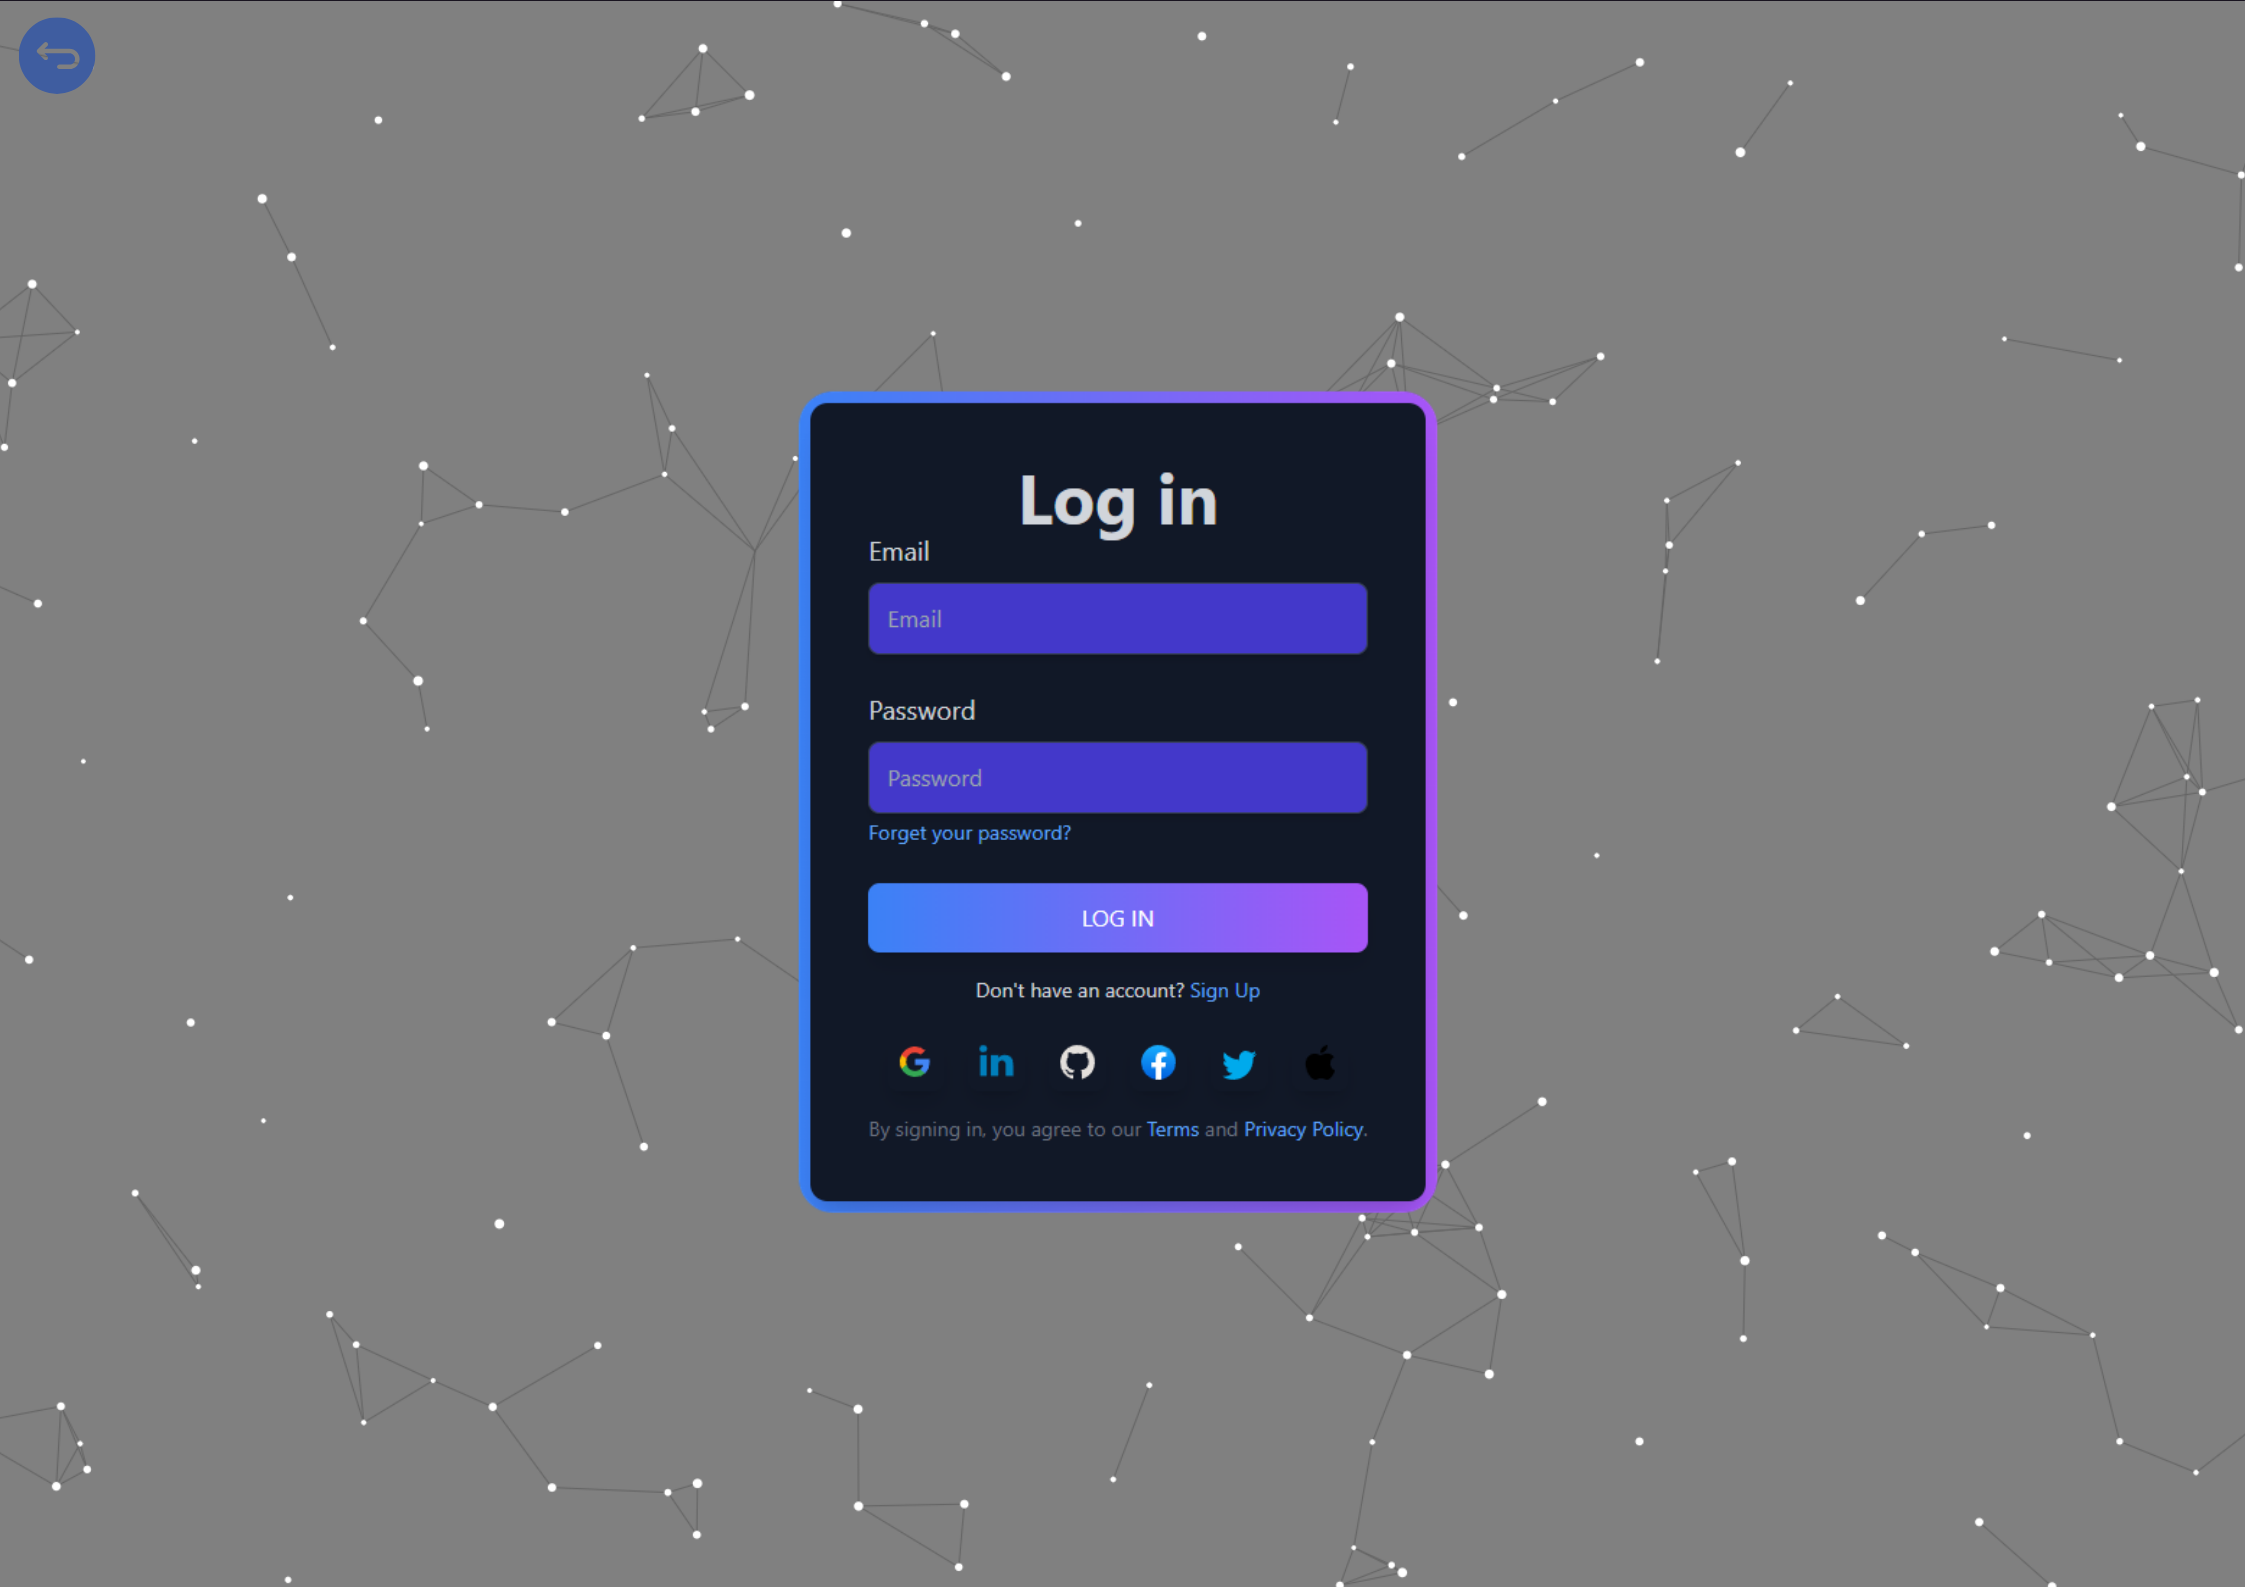 Log in
Email
Email
Password
Password
Forget your password?
LOG IN
Don't have an account? Sign Up
By signing in, you agree to our Terms and Privacy Policy.